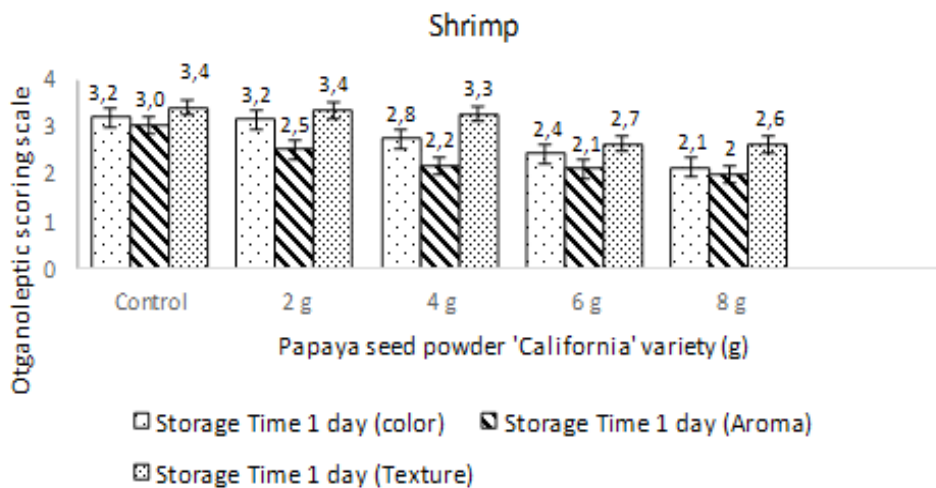 Shrimp
Otganoleptic scoring scale
4
3
2
1
0
3,2 3,0 3,4
3,2 2,5 3,4
2,8 2,2 3,3
2,4 2,1 2,7
2,1 2 2,6
Control 2 g 4 g 6 g 8 g
Papaya seed powder 'California' variety (g)
Storage Time 1 day (color) Storage Time 1 day (Aroma)
Storage Time 1 day (Texture)